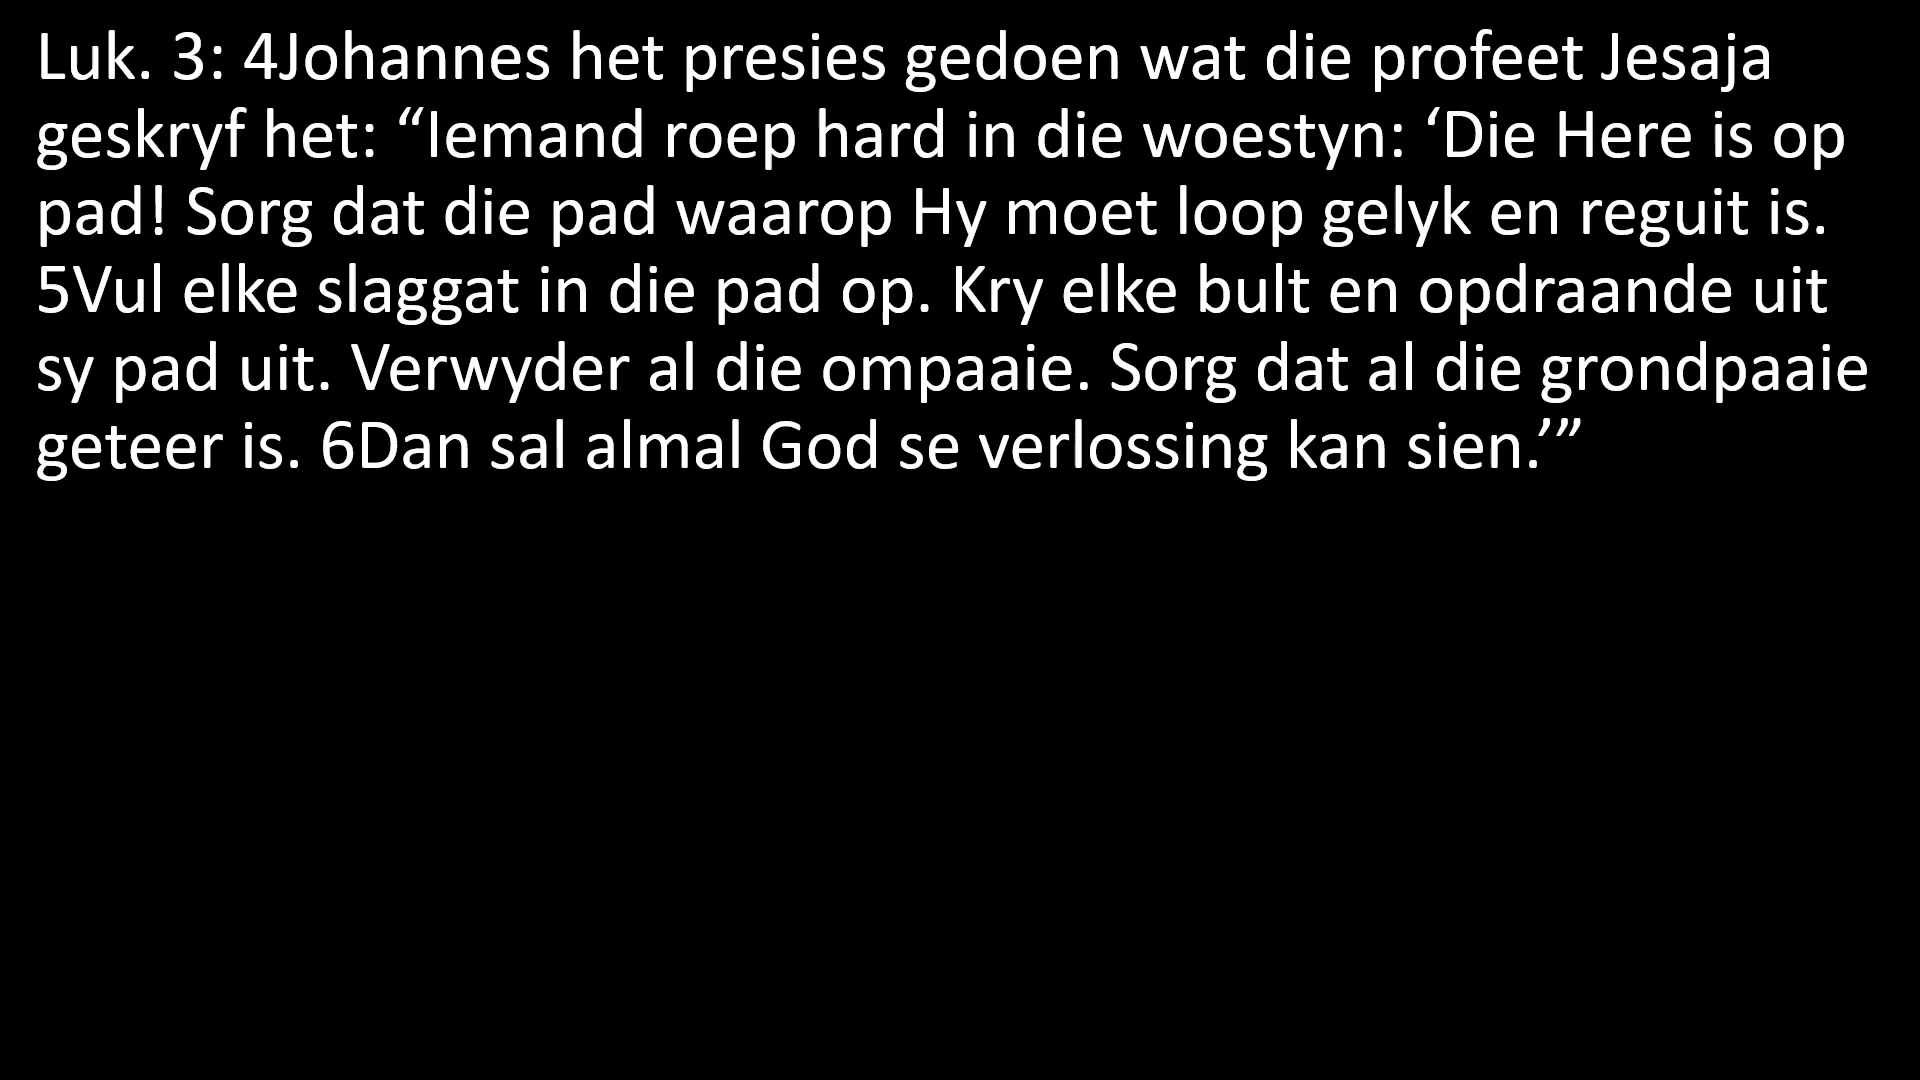 Luk. 3: 4Johannes het presies gedoen wat die profeet Jesaja
geskryf het: “Iemand roep hard in die woestyn: ‘Die Here is op
pad! Sorg dat die pad waarop Hy moet loop gelyk en reguit is.
5Vul elke slaggat in die pad op. Kry elke bult en opdraande uit
sy pad uit. Verwyder al die ompaaie. Sorg dat al die grondpaaie
geteer is. 6Dan sal almal God se verlossing kan sien.’”